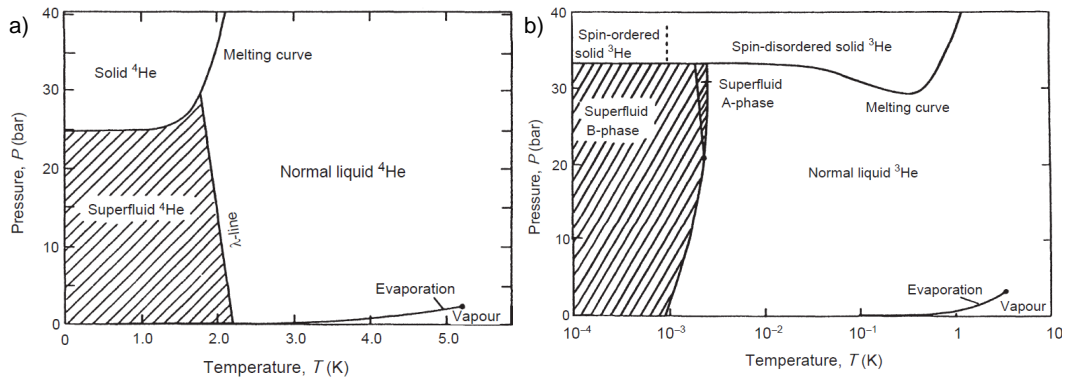 a)
Pressure, P (bar)
40
30
20
10
0
Solid ⁴He
Melting curve
Superfluid ⁴He
λ-line
Normal liquid ⁴He
Evaporation
Vapour
0
1.0
2.0
3.0
4.0
5.0
Temperature, T (K)
b)
Pressure, P (bar)
40
30
20
10
0
Spin-ordered
solid ³He
Spin-disordered solid ³He
Superfluid
A-phase
Melting curve
Superfluid
B-phase
Normal liquid ³He
Evaporation
Vapour
10⁻⁴
10⁻³
10⁻²
10⁻¹
1
10
Temperature, T (K)